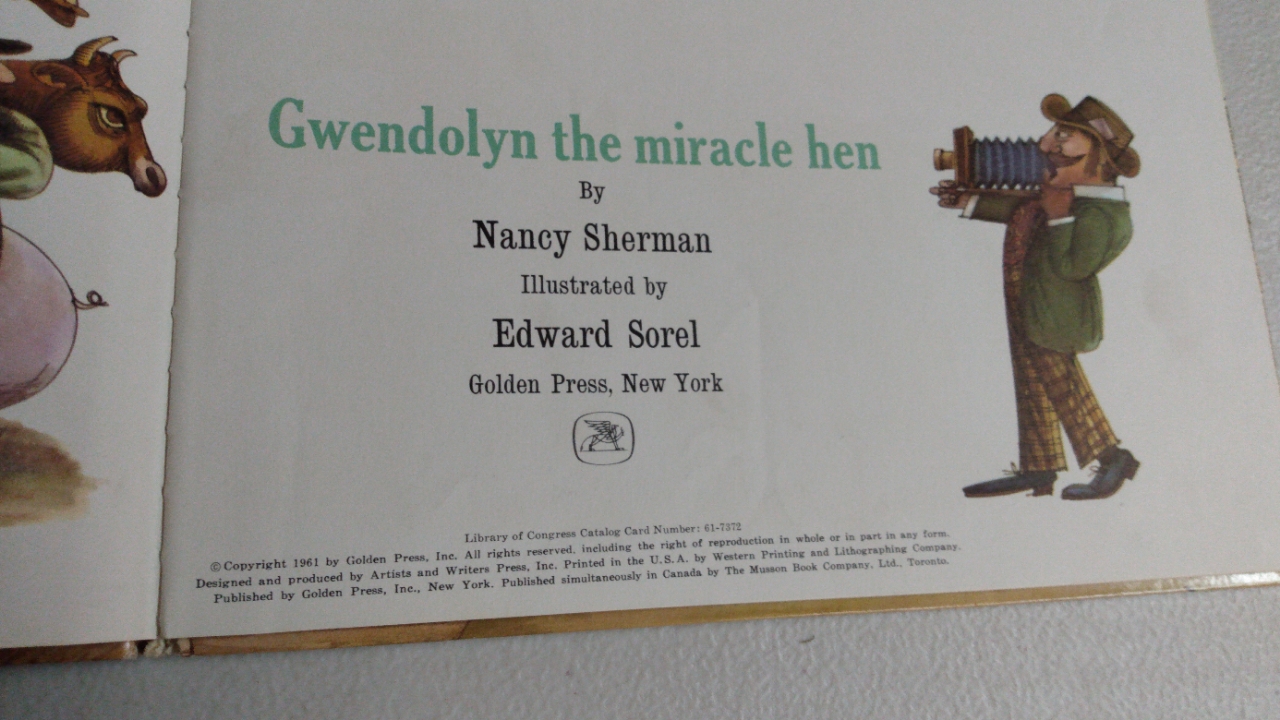 Gwendolyn the miracle hen
By
Nancy Sherman
Illustrated by
Edward Sorel
Golden Press, New York
Library of Congress Catalog Card Number: 61-7372
© Copyright 1961 by Golden Press, Inc. All rights reserved, including the right of reproduction in whole or in part in any form.
Designed and produced by Artists and Writers Press, Inc. Printed in the U.S.A. by Western Printing and Lithographing Company.
Published by Golden Press, Inc., New York. Published simultaneously in Canada by The Musson Book Company, Ltd., Toronto.